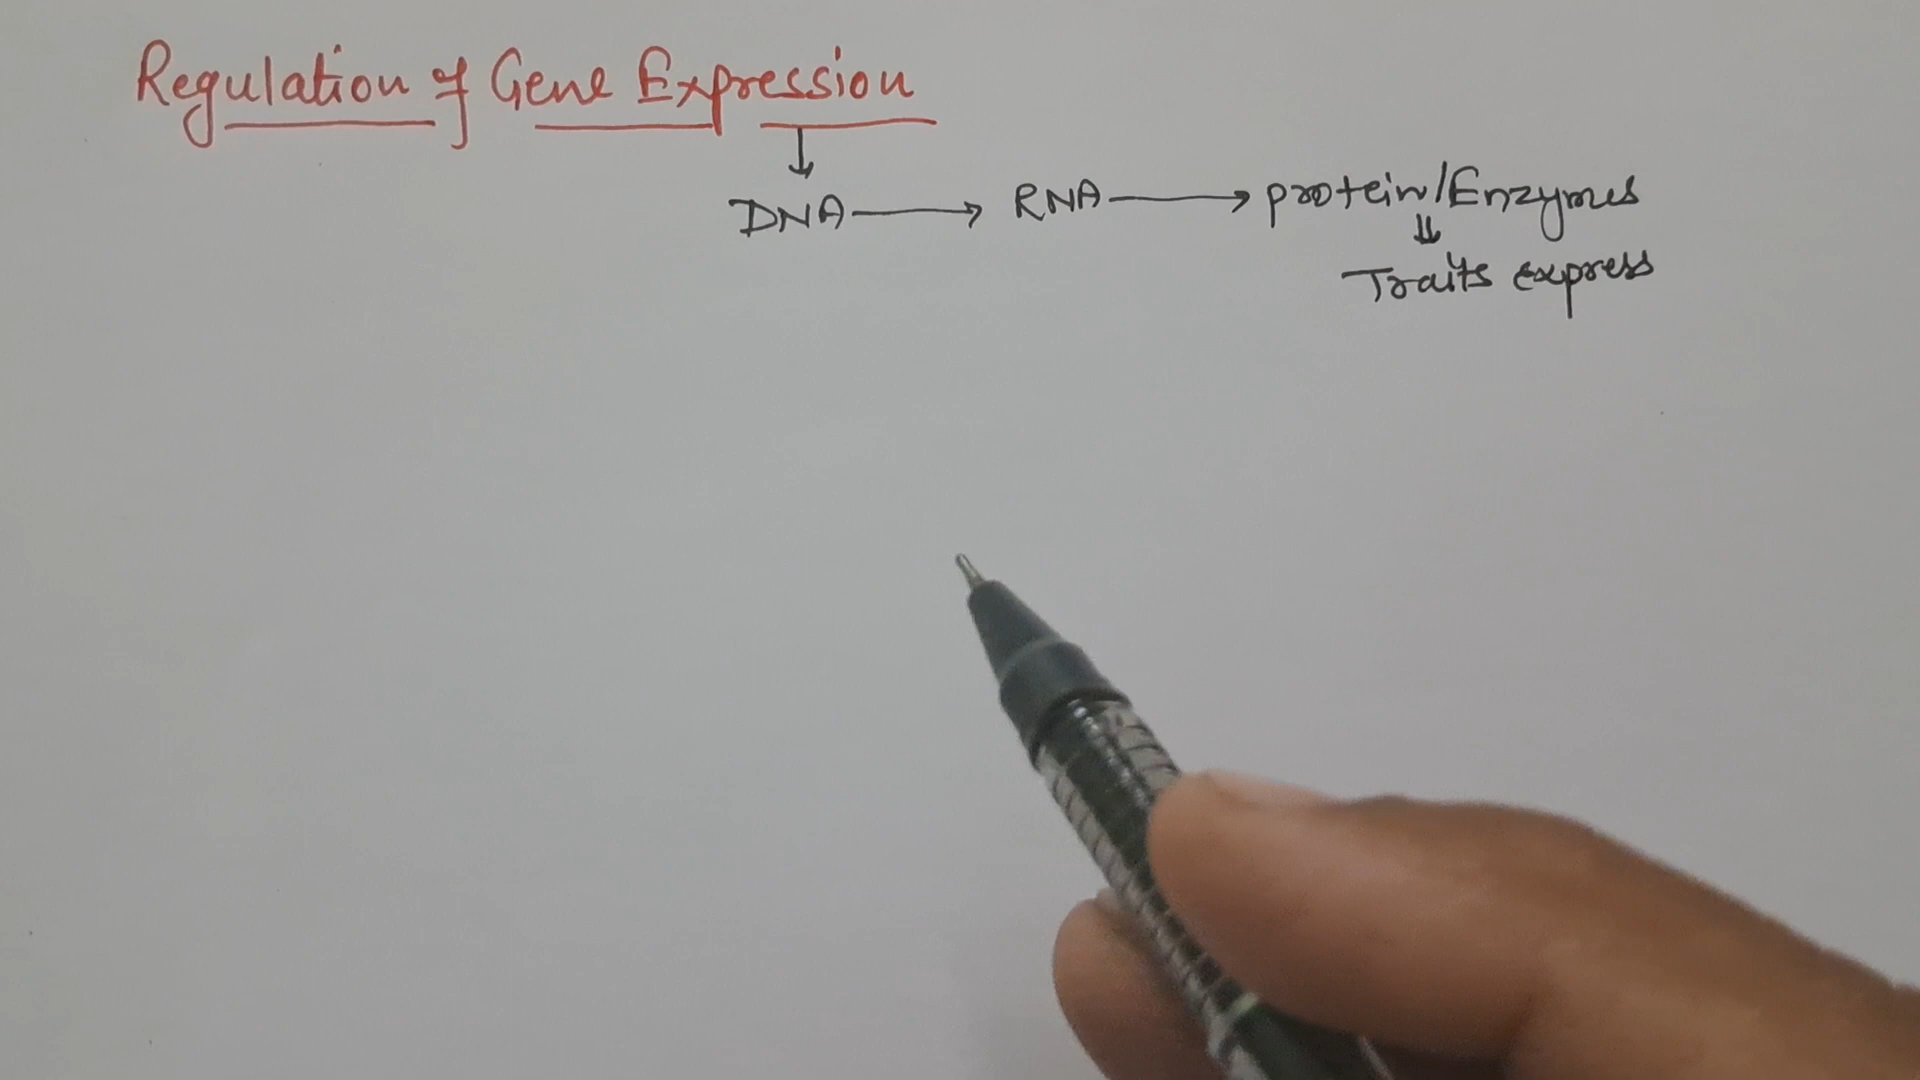 Regulation of Gene Expression
DNA → RNA → protein/Enzymes
Traits express